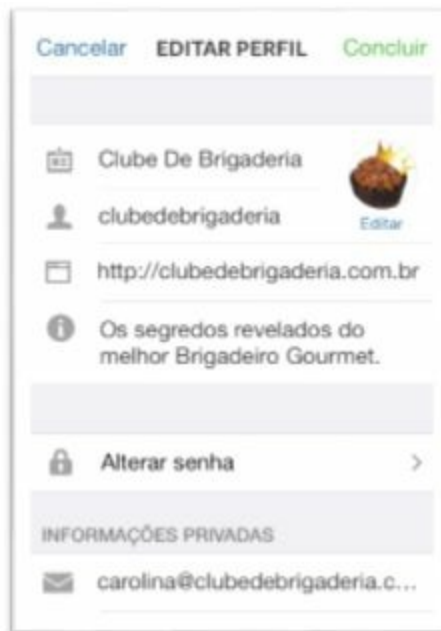 Cancelar EDITAR PERFIL Concluir
Clube De Brigaderia
clubedebrigaderia
Editar
http://clubedebrigaderia.com.br
Os segredos revelados do
melhor Brigadeiro Gourmet.
Alterar senha
INFORMAÇÕES PRIVADAS
carolina@clubedebrigaderia.c...